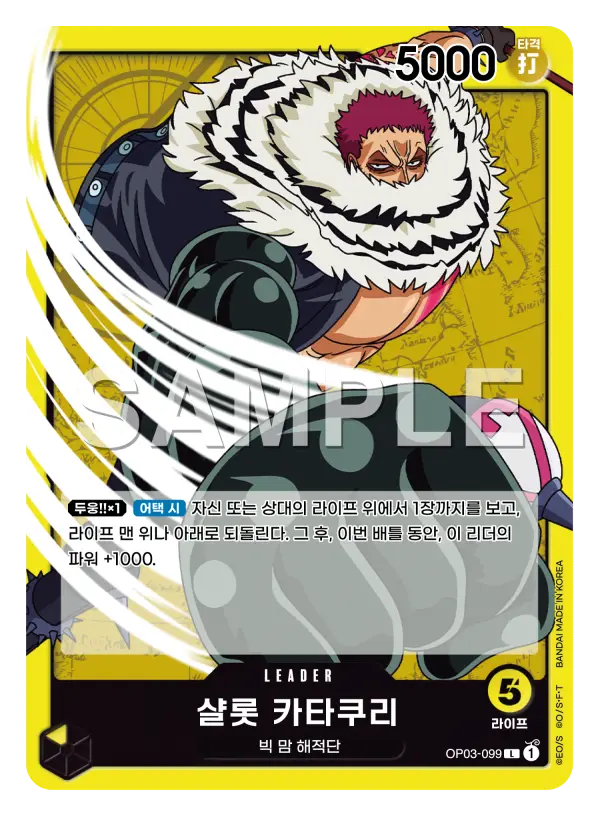 5000
타격
打
SAMPLE
두웅!!×1 어택 시 자신 또는 상대의 라이프 위에서 1장까지를 보고,
라이프 맨 위나 아래로 되돌린다. 그 후, 이번 배틀 동안, 이 리더의
파워 +1000.
LEADER
샬롯 카타쿠리
빅 맘 해적단
5
라이프
OP03-099 L 1
©EO/S ©O/S·F·T BANDAI MADE IN KOREA